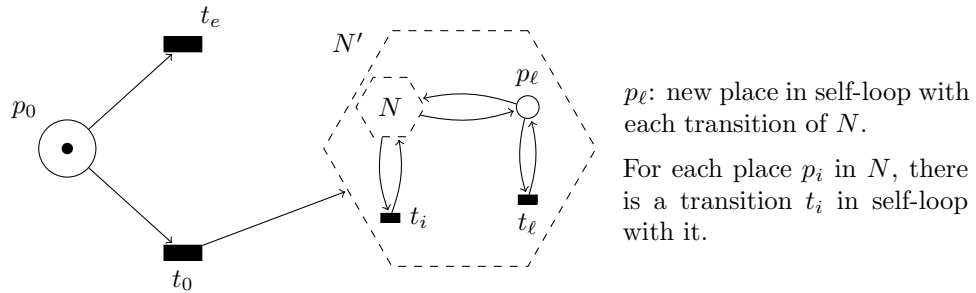 t_e
N′
p_ℓ
p_0
N
p_ℓ: new place in self-loop with
each transition of N.
For each place p_i in N, there
is a transition t_i in self-loop
with it.
t_i
t_ℓ
t_0